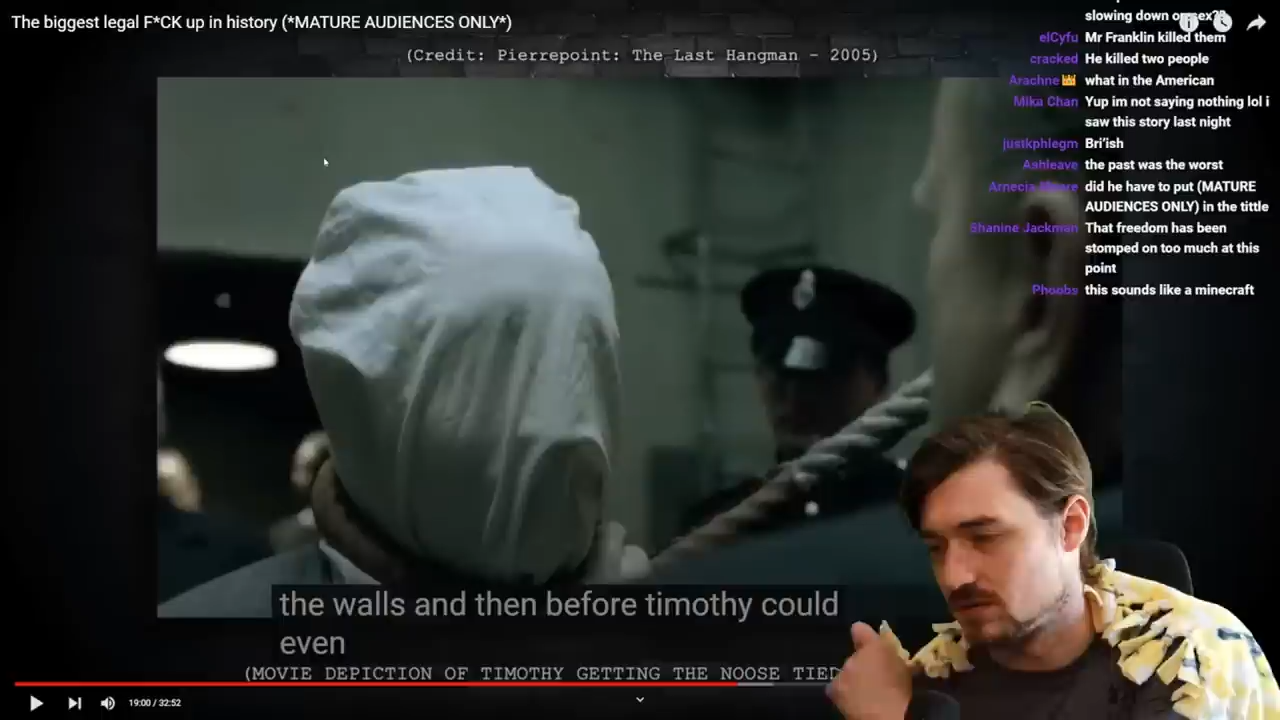 The biggest legal F*CK up in history (*MATURE AUDIENCES ONLY*)
(Credit: Pierrepoint: The Last Hangman - 2005)
slowing down on sex??
elCyfu Mr Franklin killed them
cracked He killed two people
Arachne what in the American
Mika Chan Yup im not saying nothing lol i
saw this story last night
justkphlegm Bri'ish
Ashleave the past was the worst
Arnecia Moore did he have to put (MATURE
AUDIENCES ONLY) in the tittle
Shanine Jackman That freedom has been
stomped on too much at this
point
Phoobs this sounds like a minecraft
the walls and then before timothy could
even
(MOVIE DEPICTION OF TIMOTHY GETTING THE NOOSE TIED
19:00 / 32:52